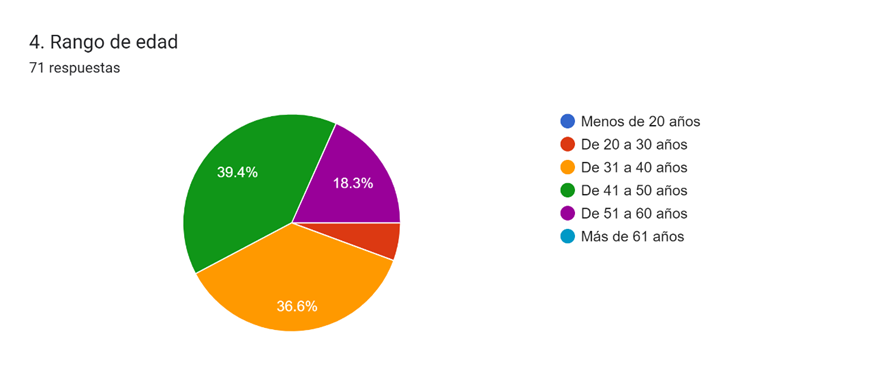 4. Rango de edad
71 respuestas
39.4%
18.3%
36.6%
Menos de 20 años
De 20 a 30 años
De 31 a 40 años
De 41 a 50 años
De 51 a 60 años
Más de 61 años